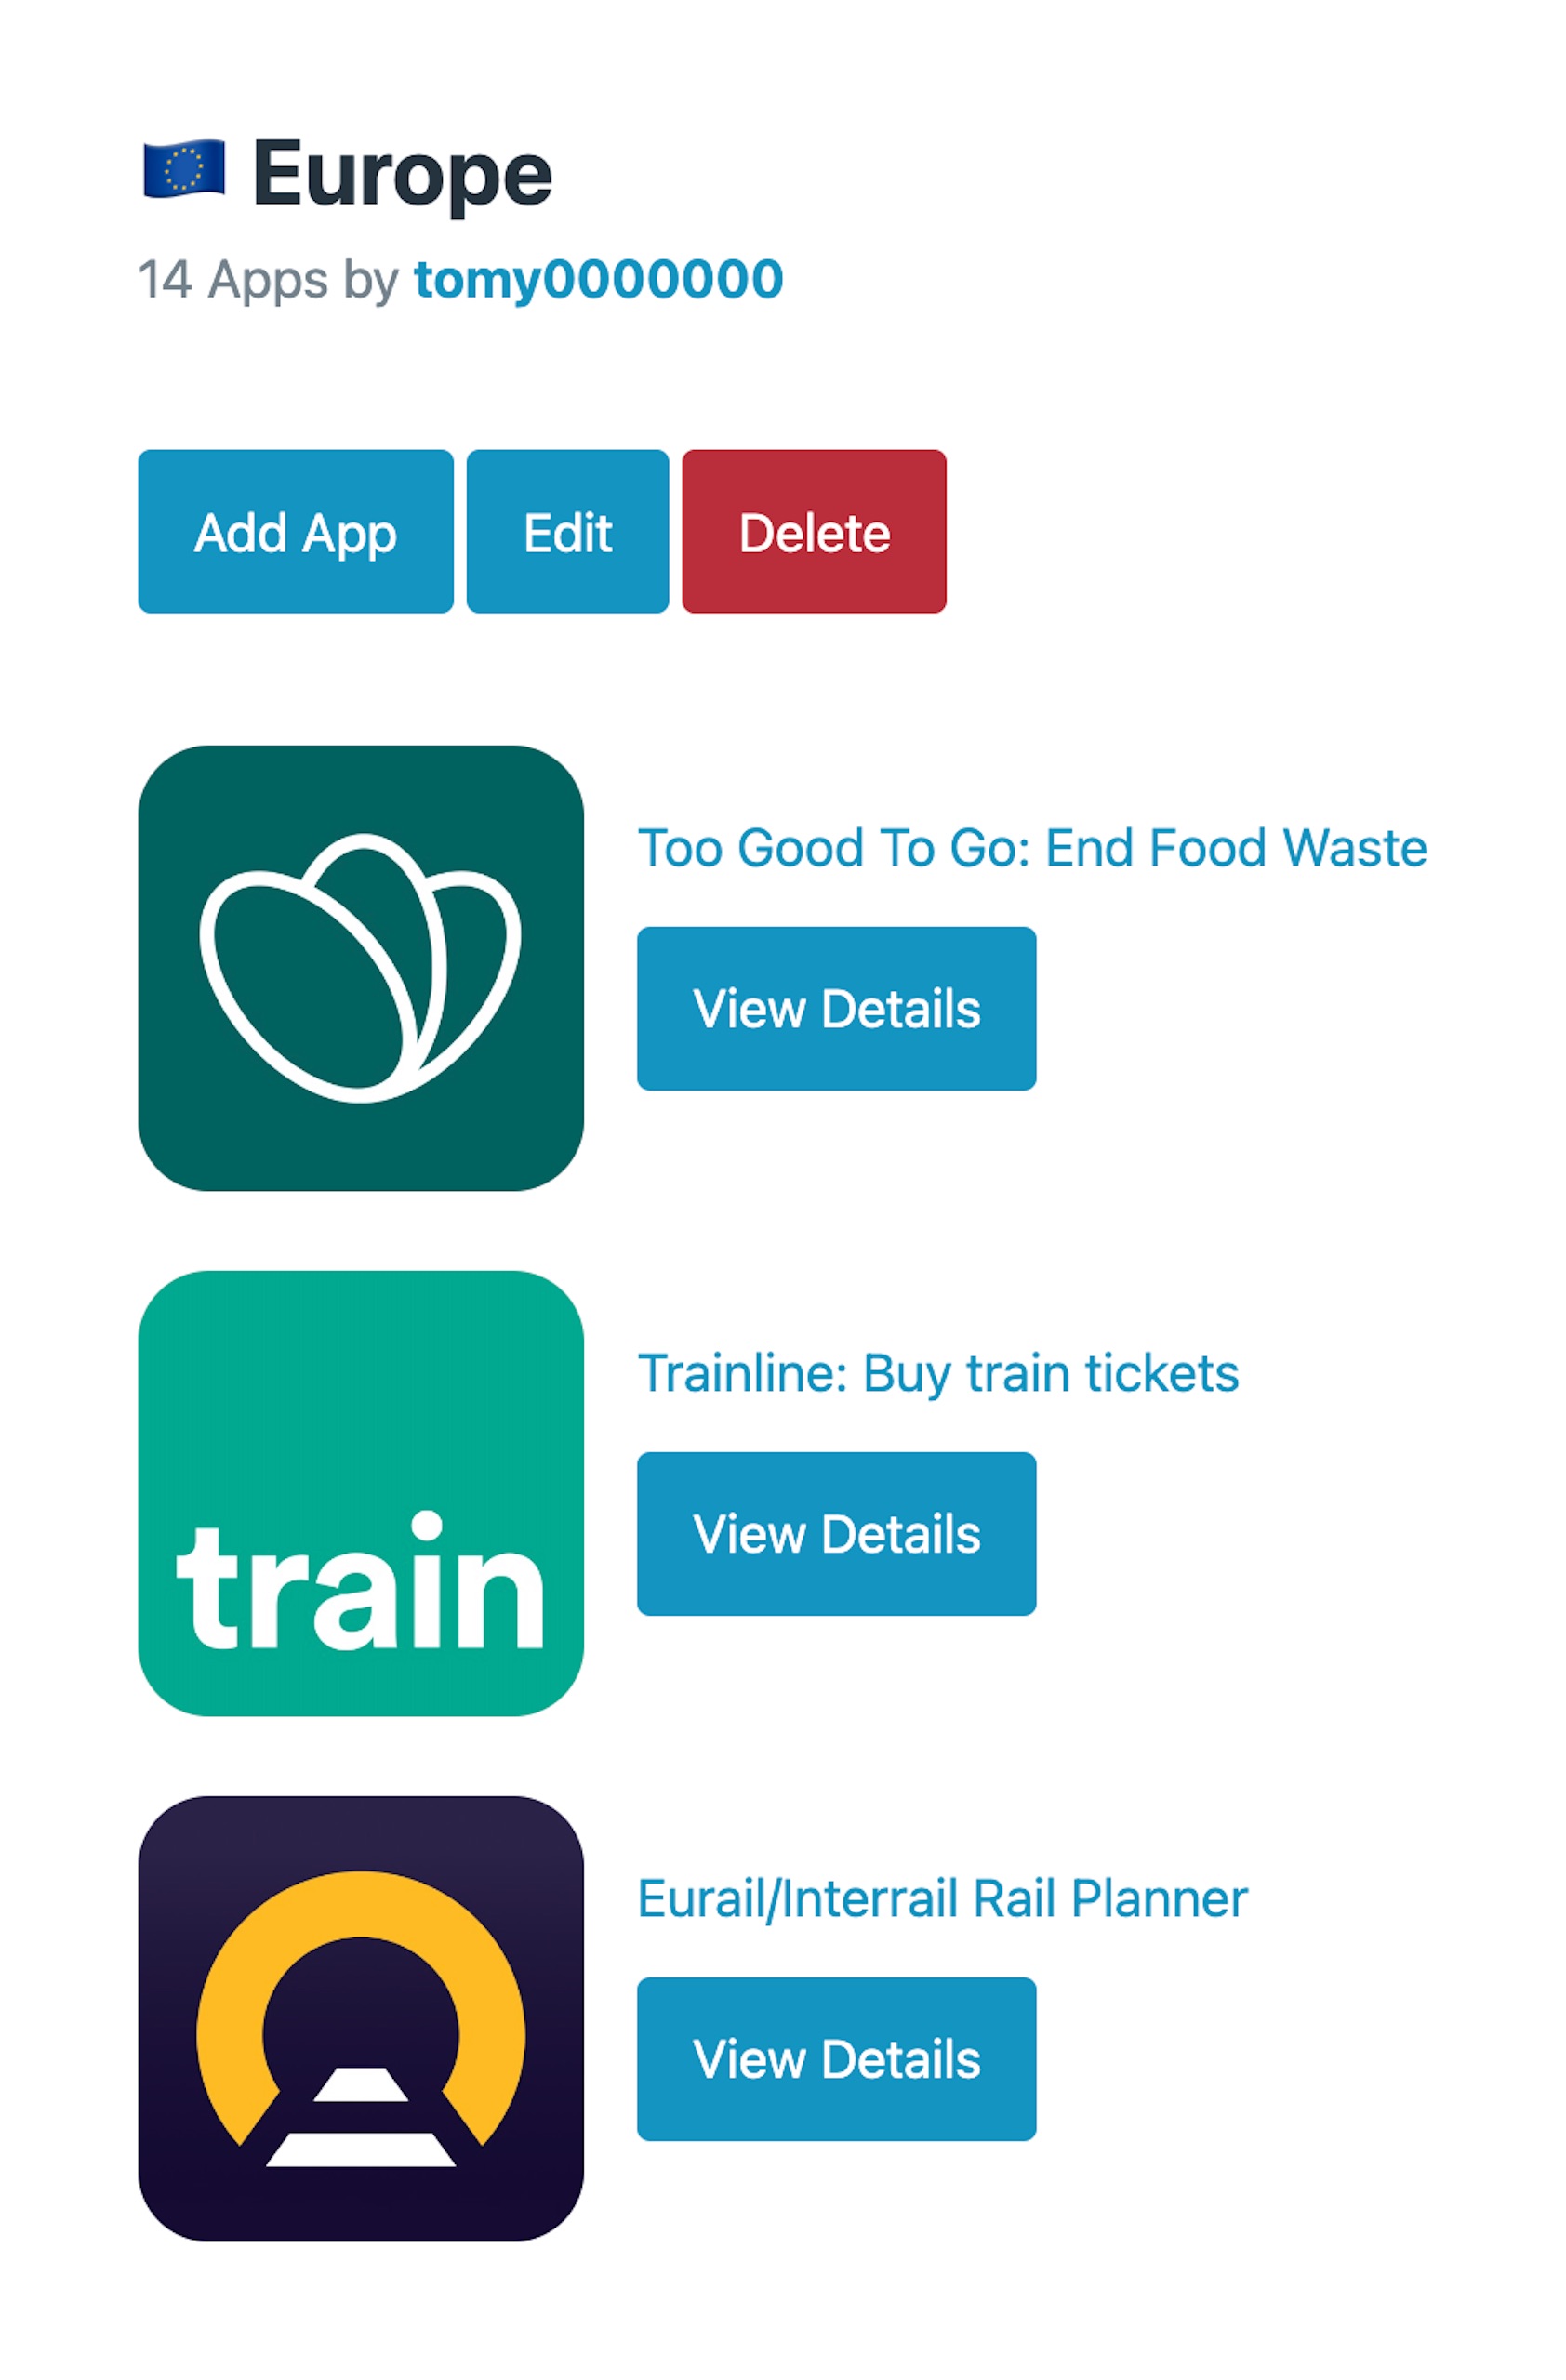 🇪🇺 Europe
14 Apps by tomy0000000
Add App Edit Delete
Too Good To Go: End Food Waste
View Details
train
Trainline: Buy train tickets
View Details
Eurail/Interrail Rail Planner
View Details